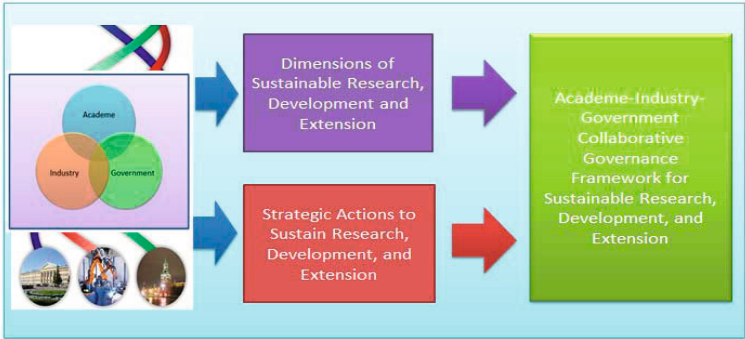 Academe
Industry
Government
Dimensions of
Sustainable Research,
Development and
Extension
Strategic Actions to
Sustain Research,
Development, and
Extension
Academe-Industry-
Government
Collaborative
Governance
Framework for
Sustainable Research,
Development, and
Extension